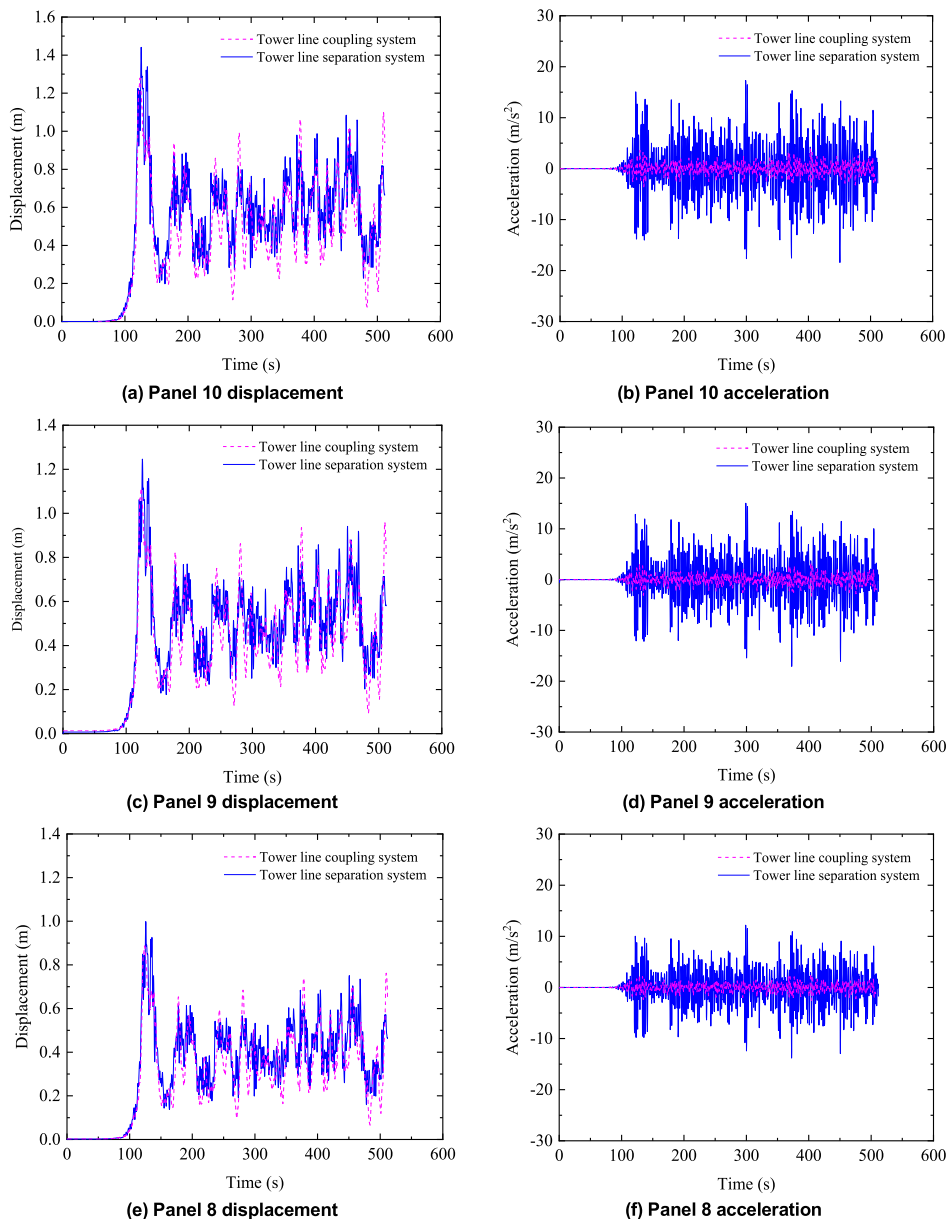 1.6
1.4
1.2
1.0
0.8
0.6
0.4
0.2
0.0
Displacement (m)
Tower line coupling system
Tower line separation system
0 100 200 300 400 500 600
Time (s)
(a) Panel 10 displacement
30
20
10
0
-10
-20
-30
Acceleration (m/s²)
Tower line coupling system
Tower line separation system
0 100 200 300 400 500 600
Time (s)
(b) Panel 10 acceleration
1.4
1.2
1.0
0.8
0.6
0.4
0.2
0.0
Displacement (m)
Tower line coupling system
Tower line separation system
0 100 200 300 400 500 600
Time (s)
(c) Panel 9 displacement
30
20
10
0
-10
-20
-30
Acceleration (m/s²)
Tower line coupling system
Tower line separation system
0 100 200 300 400 500 600
Time (s)
(d) Panel 9 acceleration
1.4
1.2
1.0
0.8
0.6
0.4
0.2
0.0
Displacement (m)
Tower line coupling system
Tower line separation system
0 100 200 300 400 500 600
Time (s)
(e) Panel 8 displacement
30
20
10
0
-10
-20
-30
Acceleration (m/s²)
Tower line coupling system
Tower line separation system
0 100 200 300 400 500 600
Time (s)
(f) Panel 8 acceleration